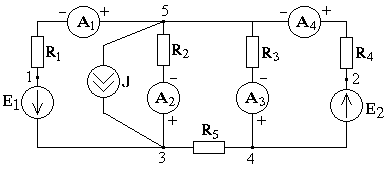 - A1 + 5 - A4 +
R1 R2 R3 R4
- -
1 J 2
E1 A2 A3 E2
+ +
R5
3 4